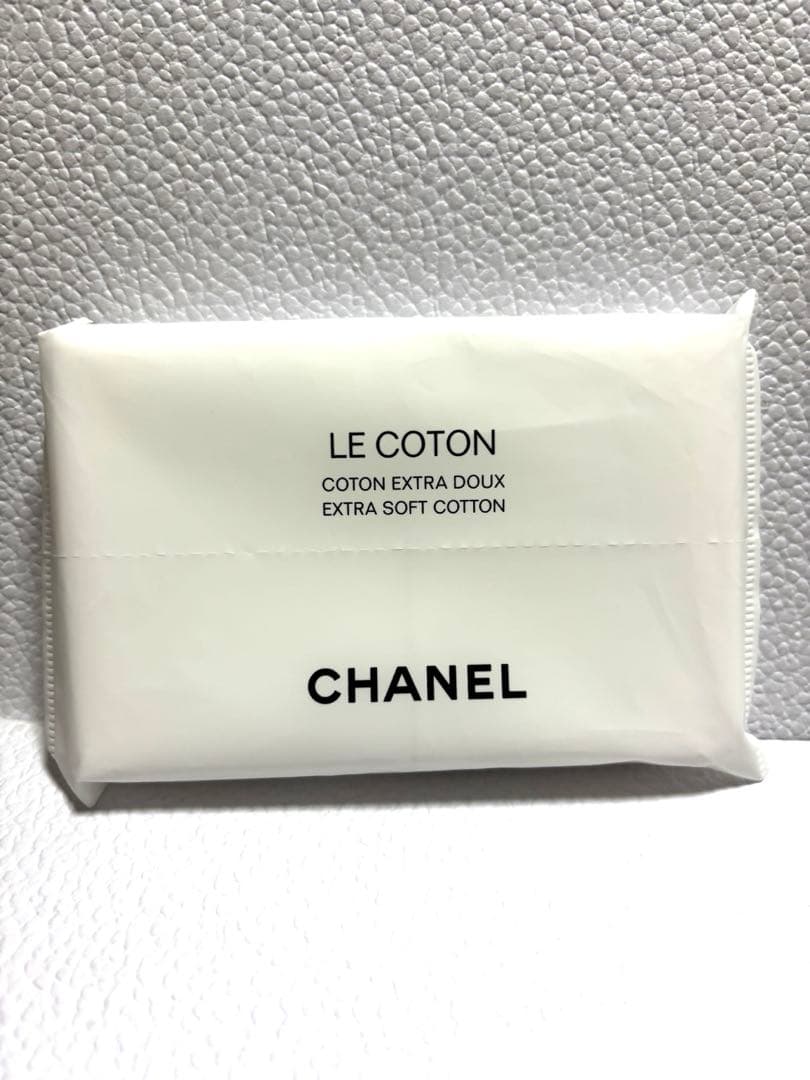 LE COTON
COTON EXTRA DOUX
EXTRA SOFT COTTON
CHANEL